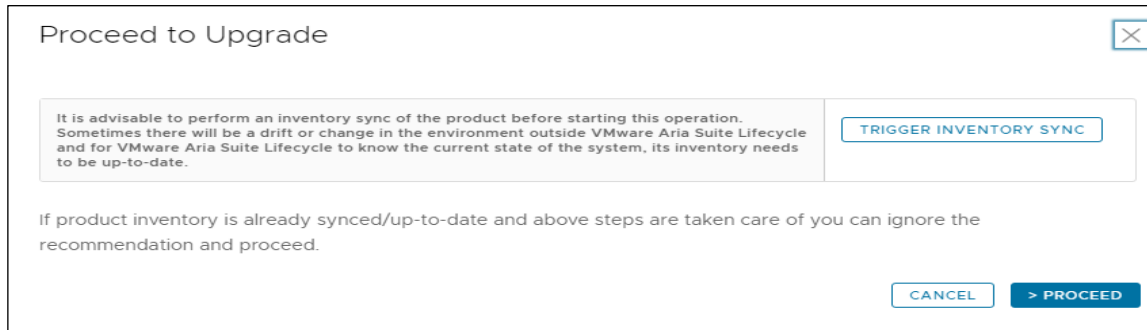 Proceed to Upgrade
It is advisable to perform an inventory sync of the product before starting this operation.
Sometimes there will be a drift or change in the environment outside VMware Aria Suite Lifecycle
and for VMware Aria Suite Lifecycle to know the current state of the system, its inventory needs
to be up-to-date.
TRIGGER INVENTORY SYNC
If product inventory is already synced/up-to-date and above steps are taken care of you can ignore the
recommendation and proceed.
CANCEL
> PROCEED